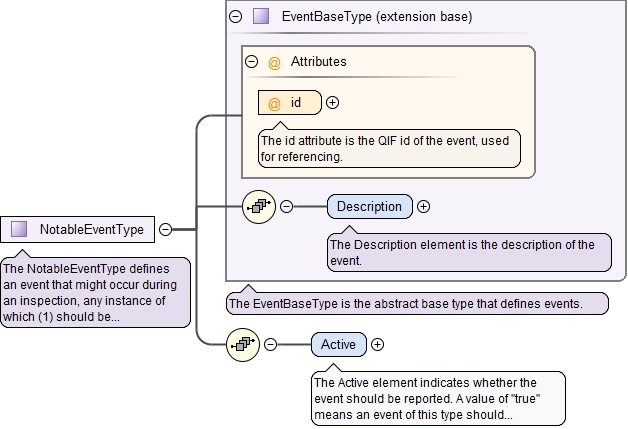 EventBaseType (extension base)
@ Attributes
@ id
The id attribute is the QIF id of the event, used
for referencing.
Description
The Description element is the description of the
event.
NotableEventType
The NotableEventType defines
an event that might occur during
an inspection, any instance of
which (1) should be...
The EventBaseType is the abstract base type that defines events.
Active
The Active element indicates whether the
event should be reported. A value of "true"
means an event of this type should...